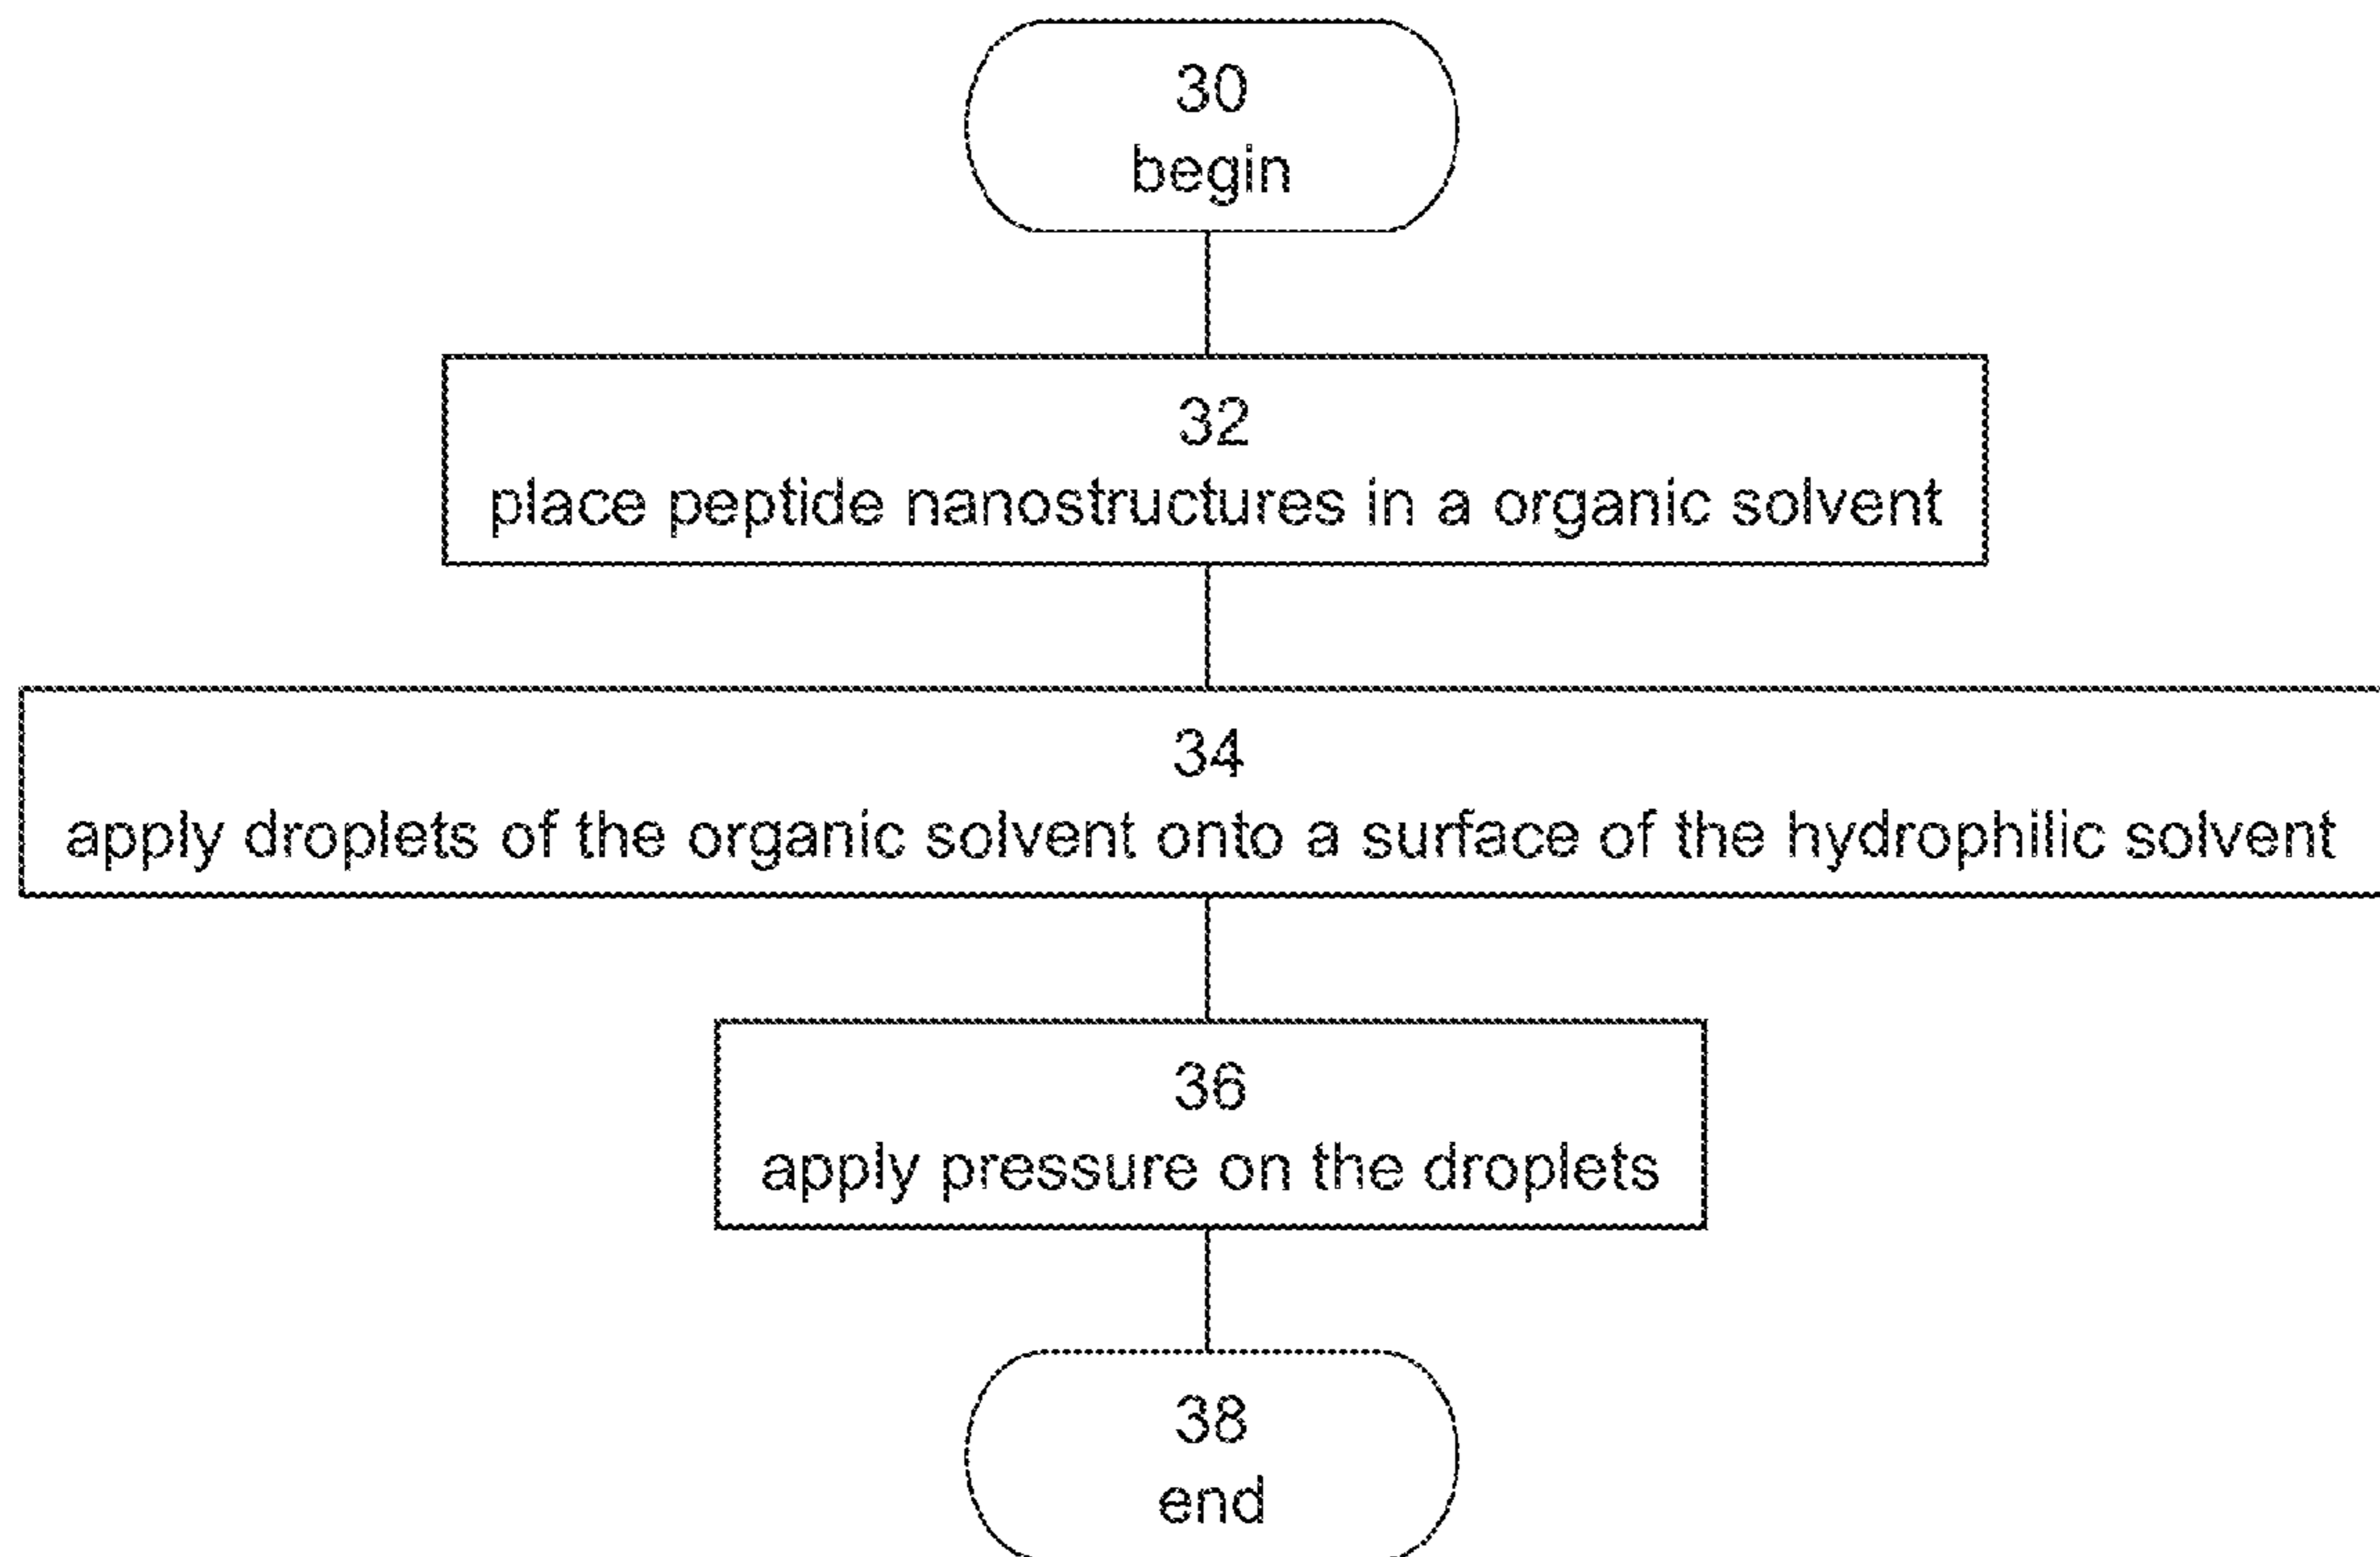 30
begin
32
place peptide nanostructures in a organic solvent
34
apply droplets of the organic solvent onto a surface of the hydrophilic solvent
36
apply pressure on the droplets
38
end